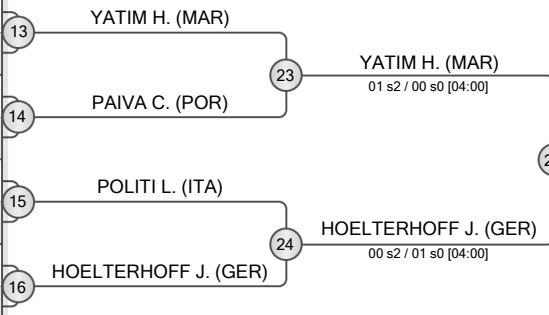 YATIM H. (MAR)
13
23
YATIM H. (MAR)
01 s2 / 00 s0 [04:00]
PAIVA C. (POR)
14
POLITI L. (ITA)
15
24
HOELTERHOFF J. (GER)
00 s2 / 01 s0 [04:00]
HOELTERHOFF J. (GER)
16